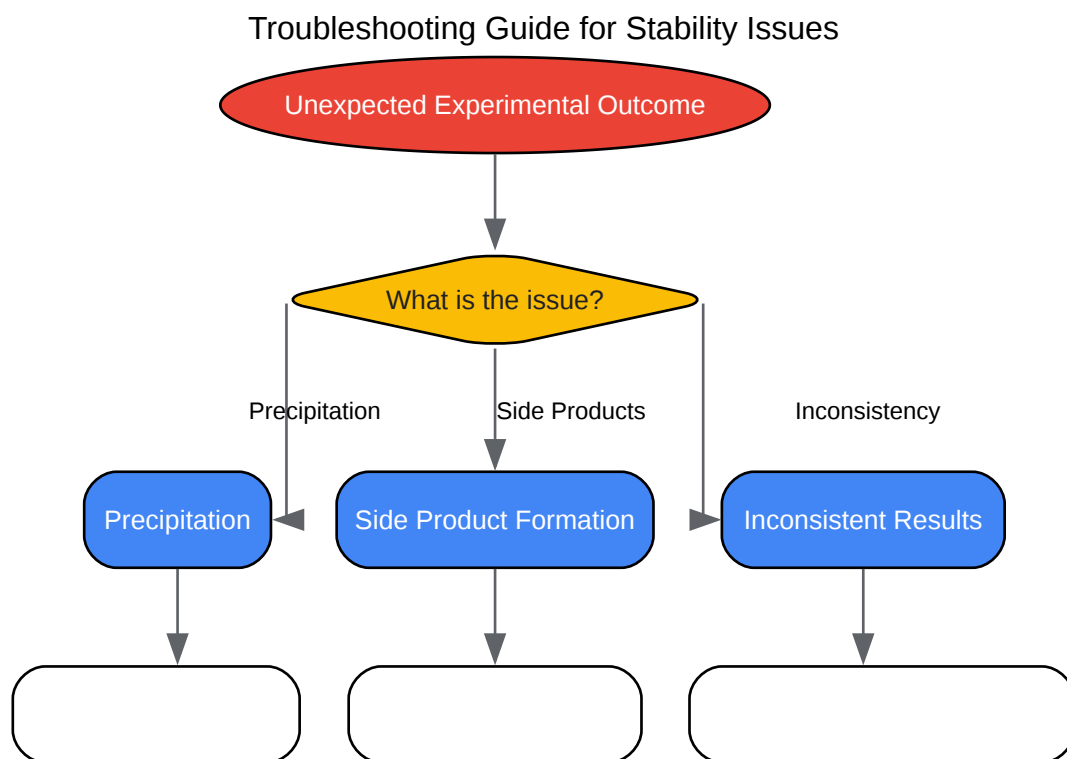 Troubleshooting Guide for Stability Issues
Unexpected Experimental Outcome
What is the issue?
Precipitation
Side Products
Inconsistency
Precipitation
Side Product Formation
Inconsistent Results